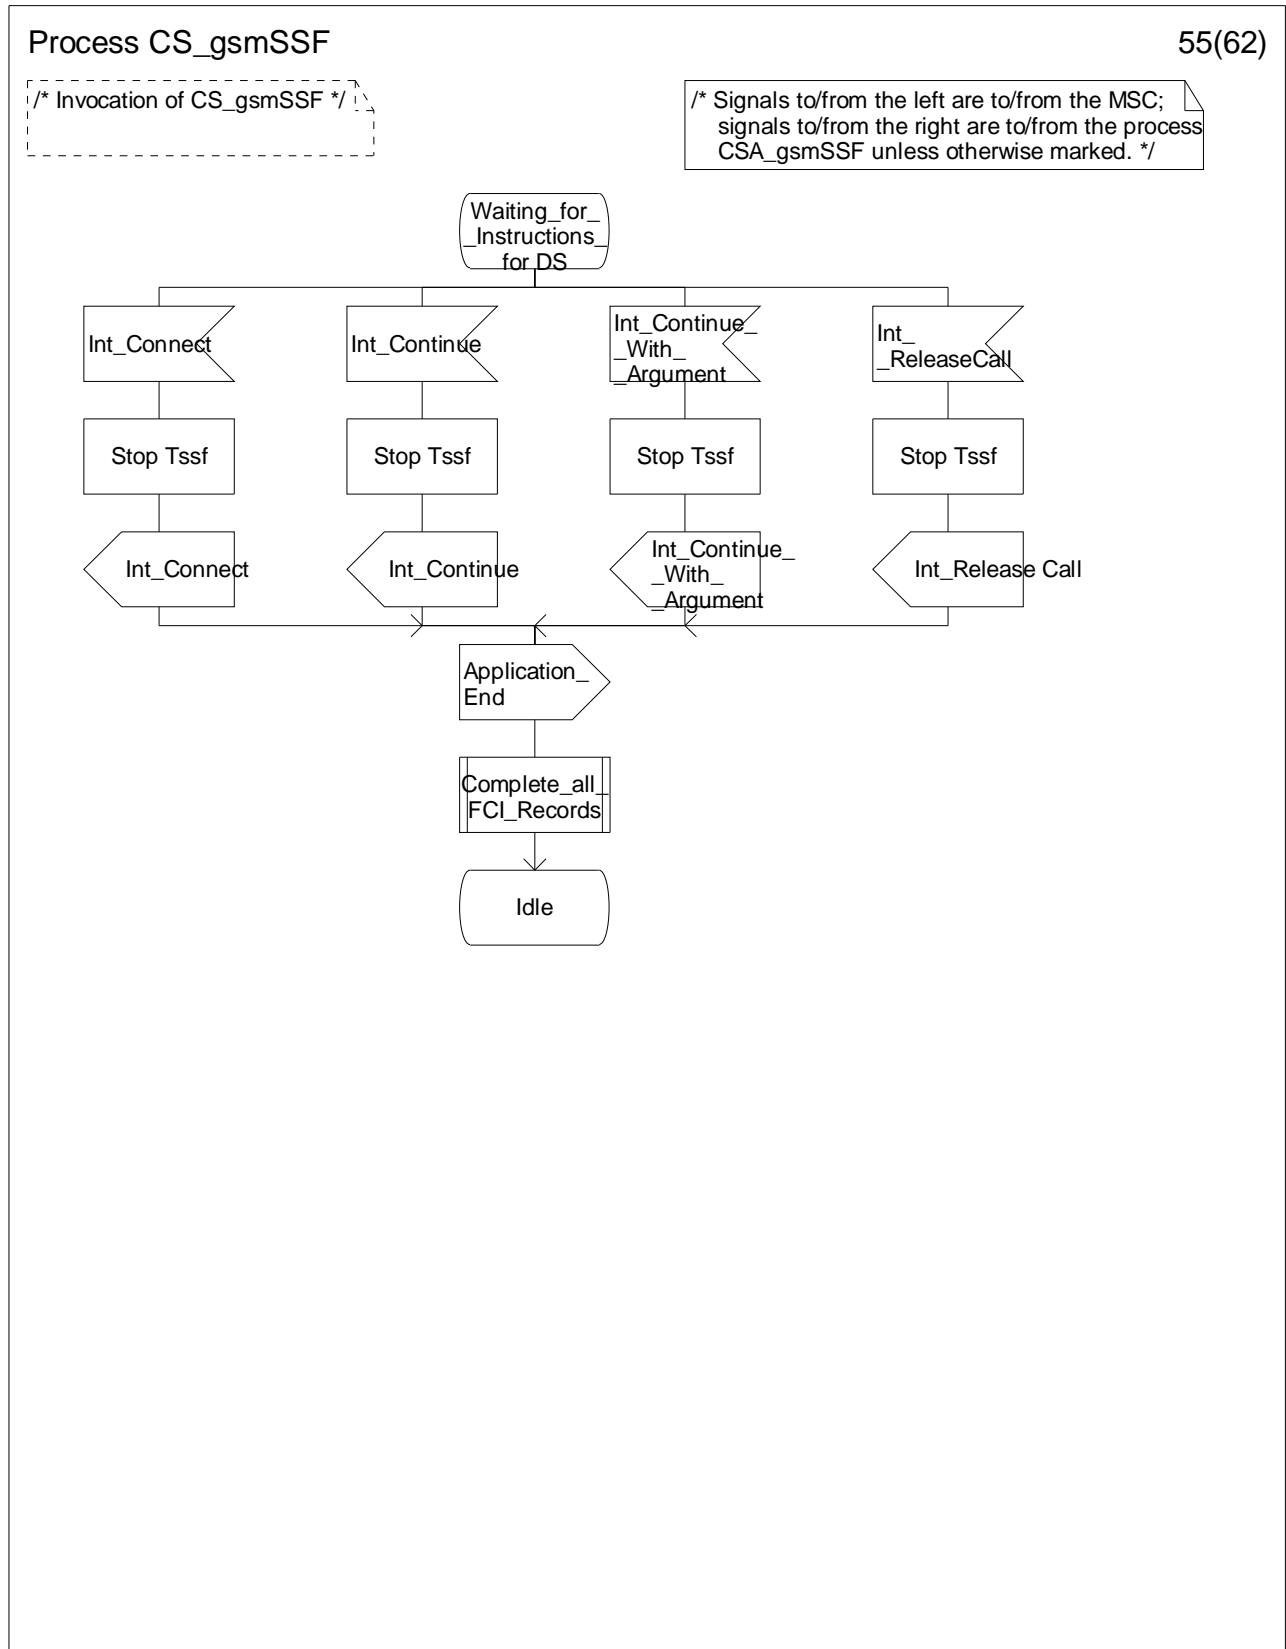 Process CS_gsmSSF
55(62)
/* Invocation of CS_gsmSSF */
/* Signals to/from the left are to/from the MSC;
signals to/from the right are to/from the process
CSA_gsmSSF unless otherwise marked. */
Waiting_for_
_Instructions_
for DS
Int_Connect
Int_Continue
Int_Continue_
_With_
_Argument
Int_
_ReleaseCall
Stop Tssf
Stop Tssf
Stop Tssf
Stop Tssf
Int_Connect
Int_Continue
Int_Continue_
_With_
_Argument
Int_Release Call
Application_
End
Complete_all_
FCI_Records
Idle